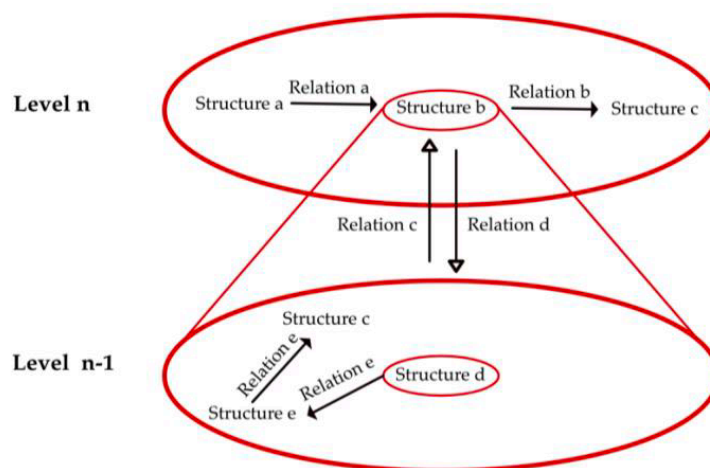 Level n
Structure a
Relation a
Structure b
Relation b
Structure c
Relation c
Relation d
Level n-1
Structure c
Relation e
Relation e
Structure d
Structure e